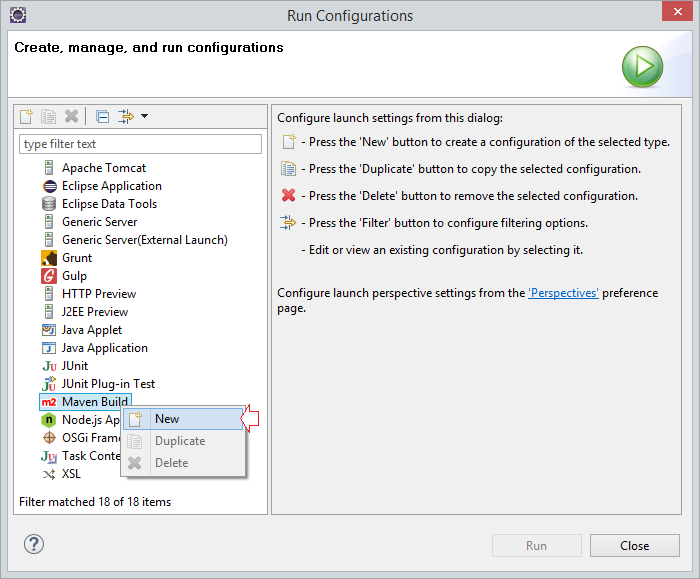 Run Configurations
Create, manage, and run configurations
type filter text
Apache Tomcat
Eclipse Application
Eclipse Data Tools
Generic Server
Generic Server(External Launch)
Grunt
Gulp
HTTP Preview
J2EE Preview
Java Applet
Java Application
JUnit
JUnit Plug-in Test
m2 Maven Build
Node.js Ap
OSGi Fram
Task Conte
XSL
New
Duplicate
Delete
Filter matched 18 of 18 items
Configure launch settings from this dialog:
- Press the 'New' button to create a configuration of the selected type.
- Press the 'Duplicate' button to copy the selected configuration.
- Press the 'Delete' button to remove the selected configuration.
- Press the 'Filter' button to configure filtering options.
- Edit or view an existing configuration by selecting it.
Configure launch perspective settings from the 'Perspectives' preference
page.
Run
Close